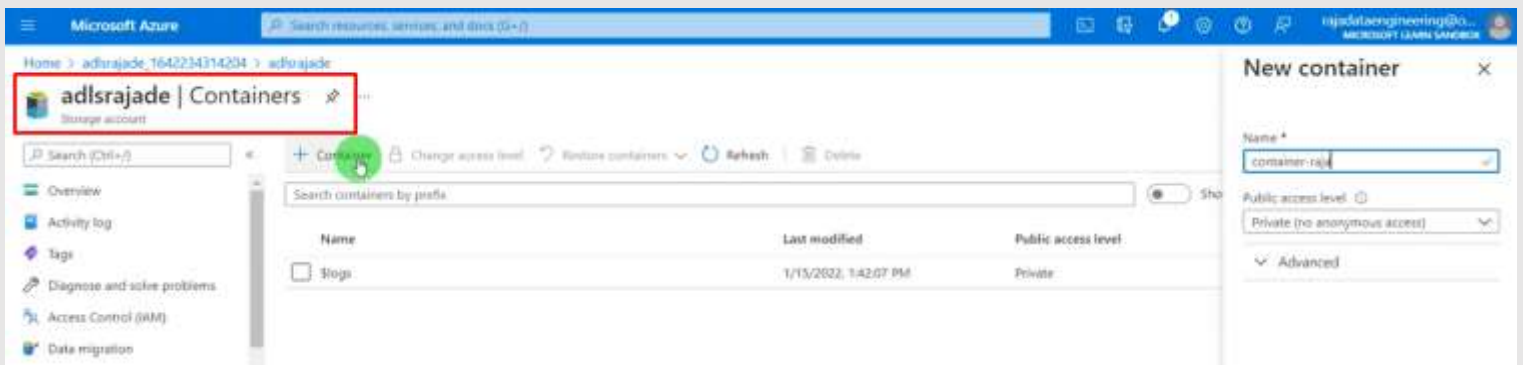 Microsoft Azure
Search resources, services, and docs (G+/)
rajadataengineering@o...
MICROSOFT LEARN SANDBOX
Home > adlsrajade_1642234314204 > adlsrajade
adlsrajade | Containers ...
Storage account
Search (Ctrl+/) «
+ Container Change access level Restore containers Refresh Delete
Search containers by prefix
Sho
Overview
Activity log
Tags
Diagnose and solve problems
Access Control (IAM)
Data migration
Name Last modified Public access level
$logs 1/15/2022, 1:42:07 PM Private
New container ×
Name *
container-raja
Public access level
Private (no anonymous access)
Advanced